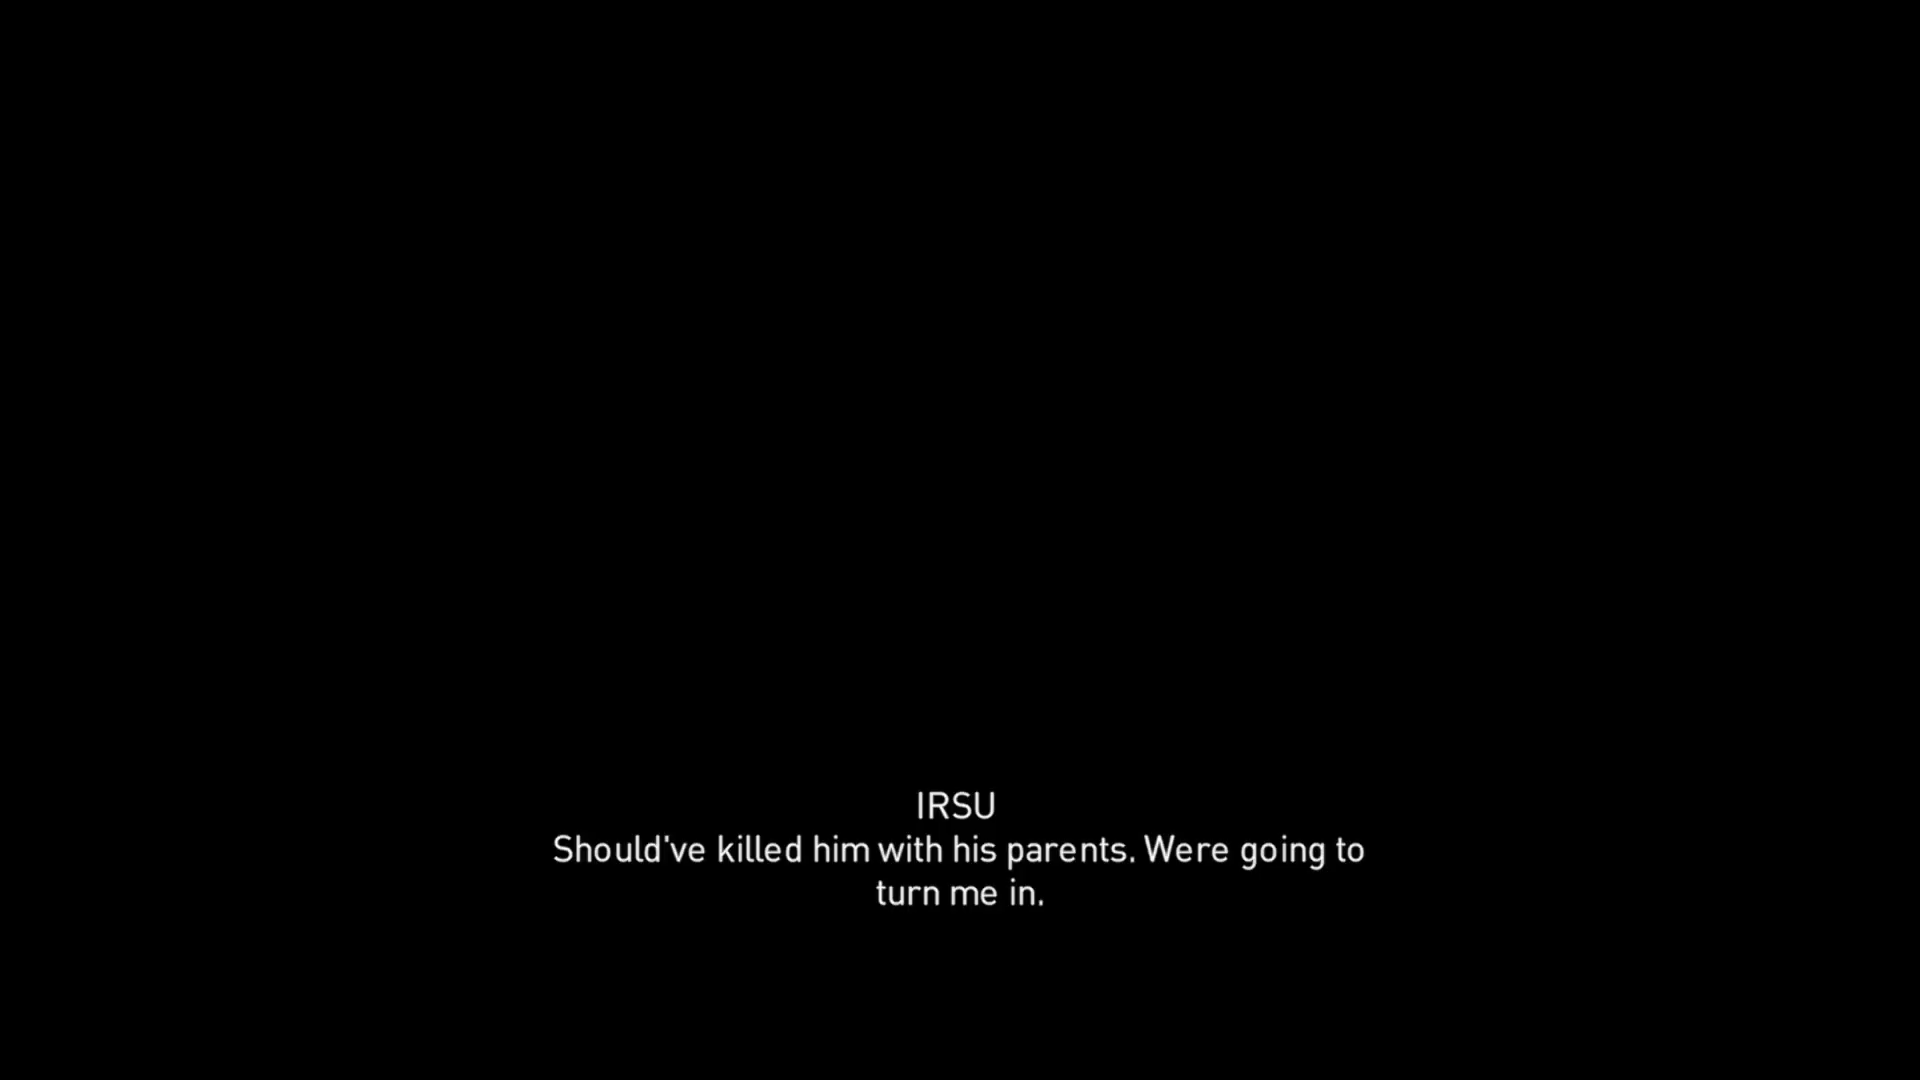 IRSU
Should've killed him with his parents. Were going to
turn me in.